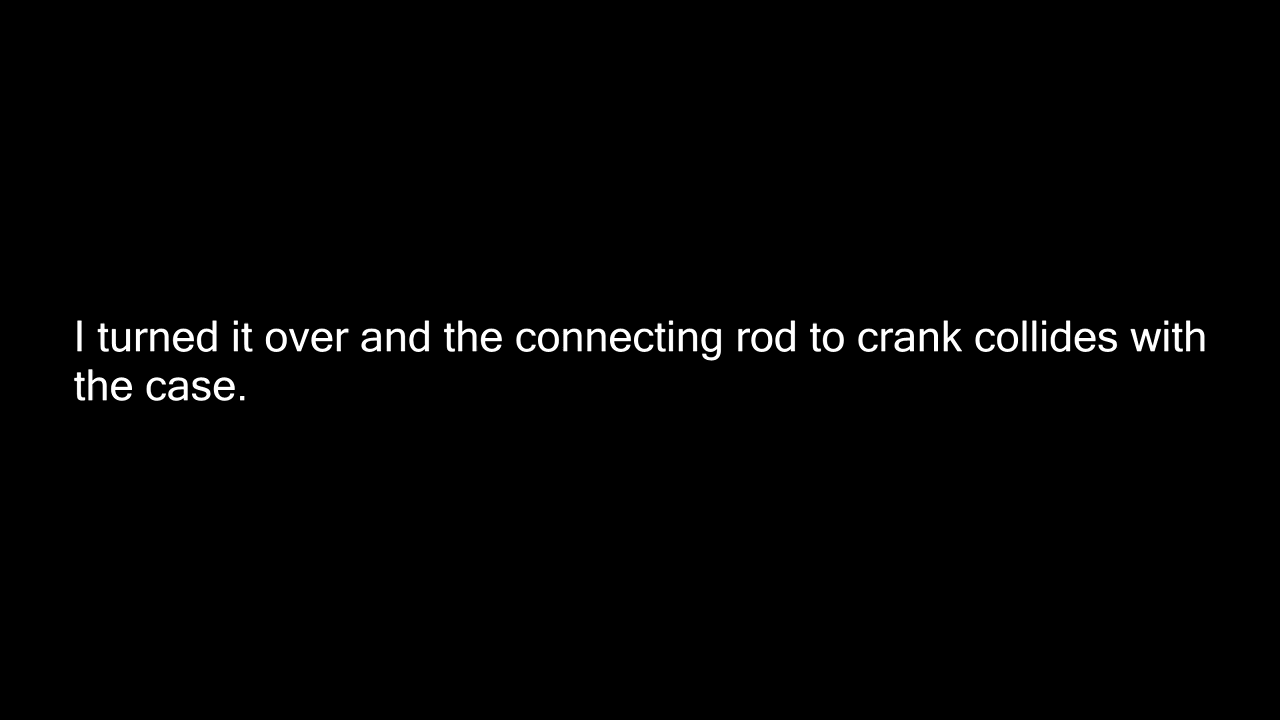 I turned it over and the connecting rod to crank collides with
the case.